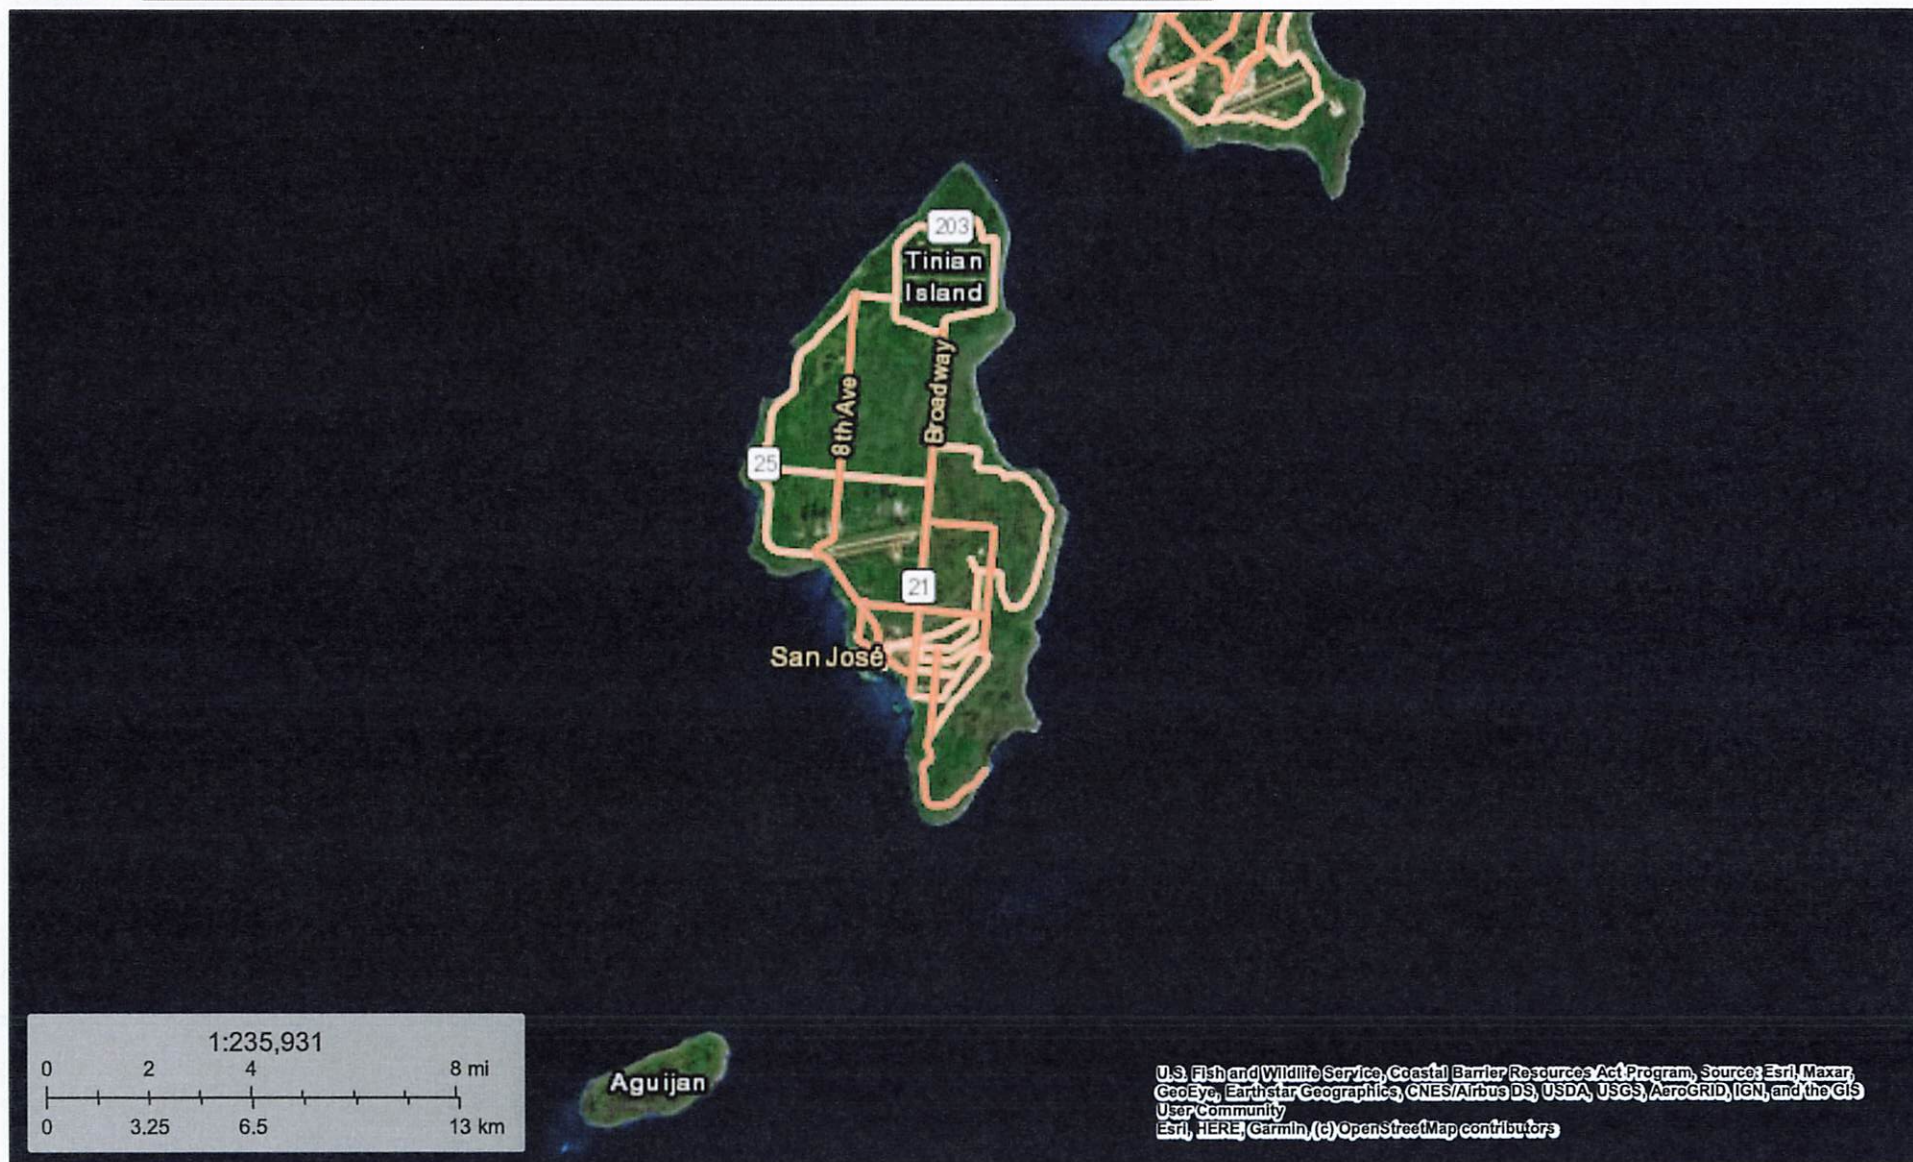 203
Tinian
Island
8th Ave
Broadway
25
21
San José
1:235,931
0 2 4 8 mi
0 3.25 6.5 13 km
Aguijan
U.S. Fish and Wildlife Service, Coastal Barrier Resources Act Program, Source: Esri, Maxar,
GeoEye, Earthstar Geographics, CNES/Airbus DS, USDA, USGS, AeroGRID, IGN, and the GIS
User Community
Esri, HERE, Garmin, (c) OpenStreetMap contributors